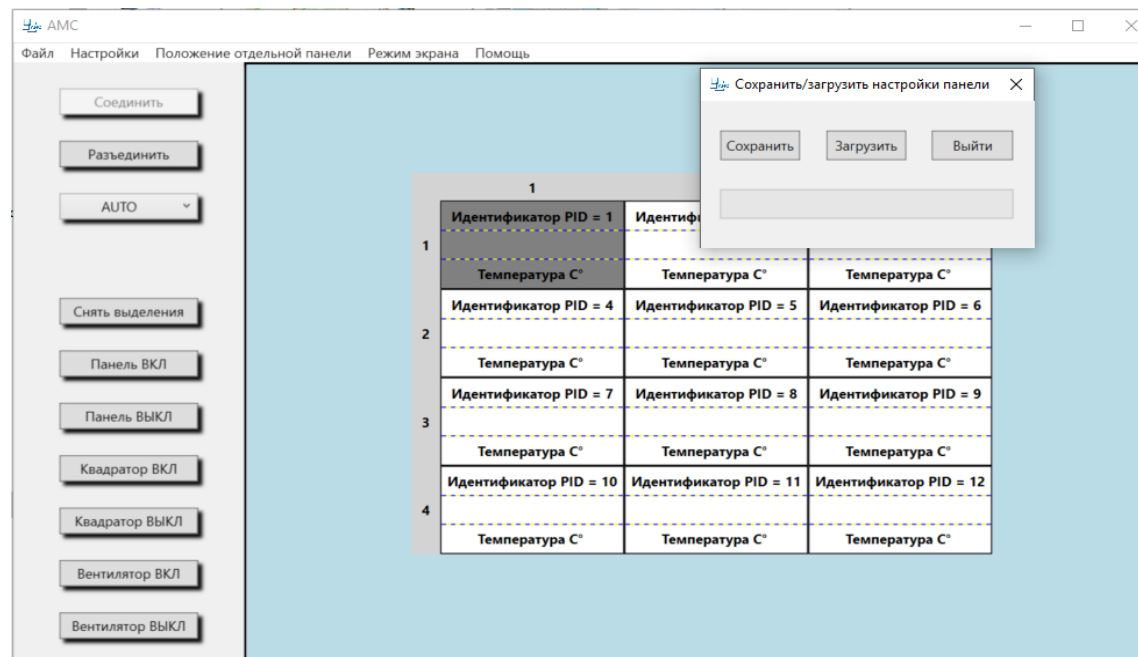 АМС
Файл Настройки Положение отдельной панели Режим экрана Помощь
Сохранить/загрузить настройки панели
Соединить
Сохранить Загрузить Выйти
Разъединить
AUTO
1
Идентификатор PID = 1
1
Температура C° Температура C° Температура C°
Идентификатор PID = 4 Идентификатор PID = 5 Идентификатор PID = 6
Снять выделения
2
Панель ВКЛ
Температура C° Температура C° Температура C°
Идентификатор PID = 7 Идентификатор PID = 8 Идентификатор PID = 9
Панель ВЫКЛ
3
Температура C° Температура C° Температура C°
Квадратор ВКЛ
Идентификатор PID = 10 Идентификатор PID = 11 Идентификатор PID = 12
4
Квадратор ВЫКЛ
Температура C° Температура C° Температура C°
Вентилятор ВКЛ
Вентилятор ВЫКЛ